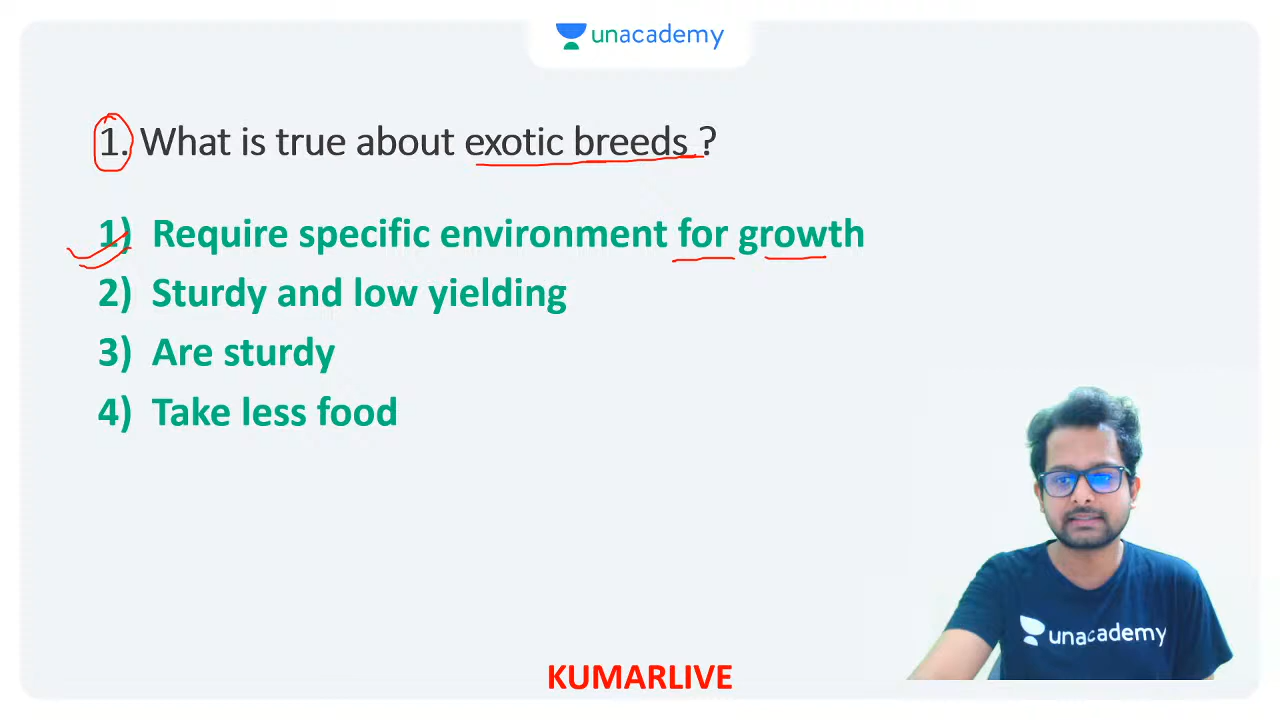 unacademy
1. What is true about exotic breeds ?
1) Require specific environment for growth
2) Sturdy and low yielding
3) Are sturdy
4) Take less food
unacademy
KUMARLIVE